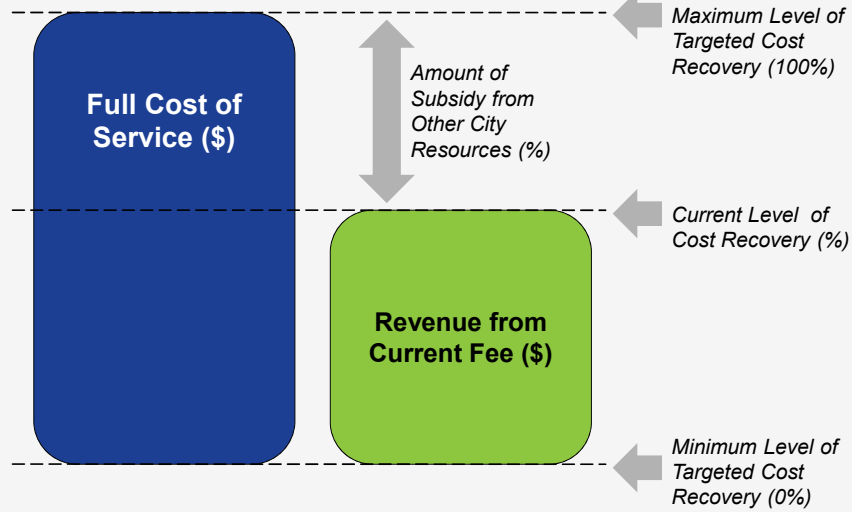 Maximum Level of
Targeted Cost
Recovery (100%)
Full Cost of
Service ($)
Amount of
Subsidy from
Other City
Resources (%)
Current Level of
Cost Recovery (%)
Revenue from
Current Fee ($)
Minimum Level of
Targeted Cost
Recovery (0%)